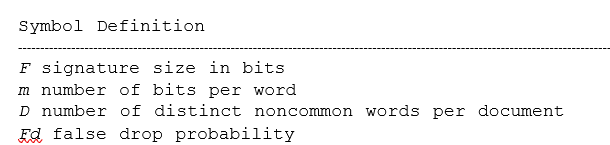 Symbol Definition
F signature size in bits
m number of bits per word
D number of distinct noncommon words per document
Fd false drop probability